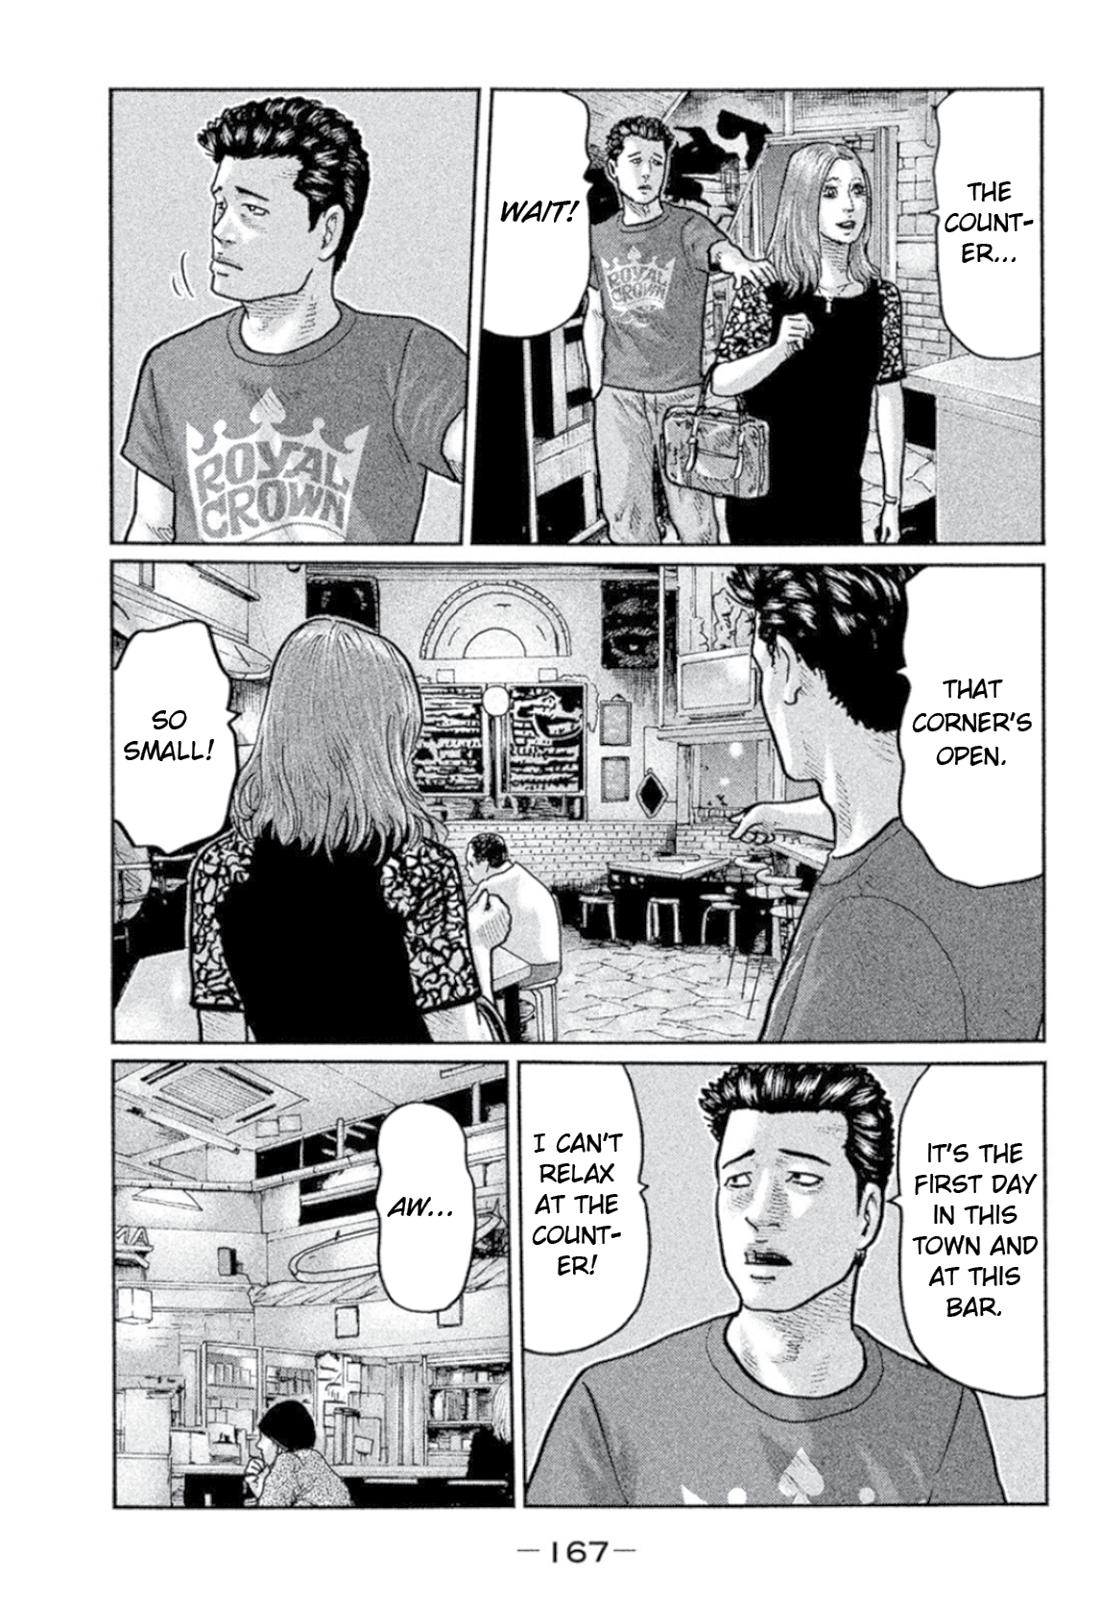 THE
COUNT-
ER...
WAIT!
ROYAL
CROWN
ROYAL
CROWN
THAT
CORNER'S
OPEN.
SO
SMALL!
IT'S THE
FIRST DAY
IN THIS
TOWN AND
AT THIS
BAR.
I CAN'T
RELAX
AT THE
COUNT-
ER!
AW...
MA
—167—